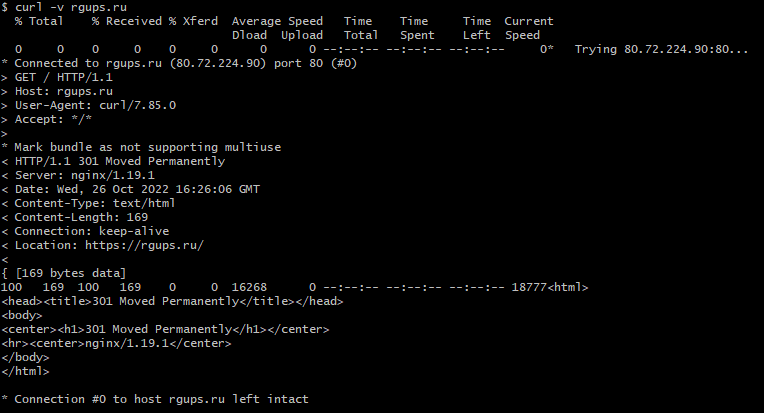 $ curl -v rgups.ru
  % Total    % Received % Xferd  Average Speed   Time    Time     Time  Current
                                 Dload  Upload   Total   Spent    Left  Speed
  0     0    0     0    0     0      0      0 --:--:-- --:--:-- --:--:--     0*   Trying 80.72.224.90:80...
* Connected to rgups.ru (80.72.224.90) port 80 (#0)
> GET / HTTP/1.1
> Host: rgups.ru
> User-Agent: curl/7.85.0
> Accept: */*
>
* Mark bundle as not supporting multiuse
< HTTP/1.1 301 Moved Permanently
< Server: nginx/1.19.1
< Date: Wed, 26 Oct 2022 16:26:06 GMT
< Content-Type: text/html
< Content-Length: 169
< Connection: keep-alive
< Location: https://rgups.ru/
<
{ [169 bytes data]
100   169  100   169    0     0  16268      0 --:--:-- --:--:-- --:--:-- 18777<html>
<head><title>301 Moved Permanently</title></head>
<body>
<center><h1>301 Moved Permanently</h1></center>
<hr><center>nginx/1.19.1</center>
</body>
</html>
* Connection #0 to host rgups.ru left intact